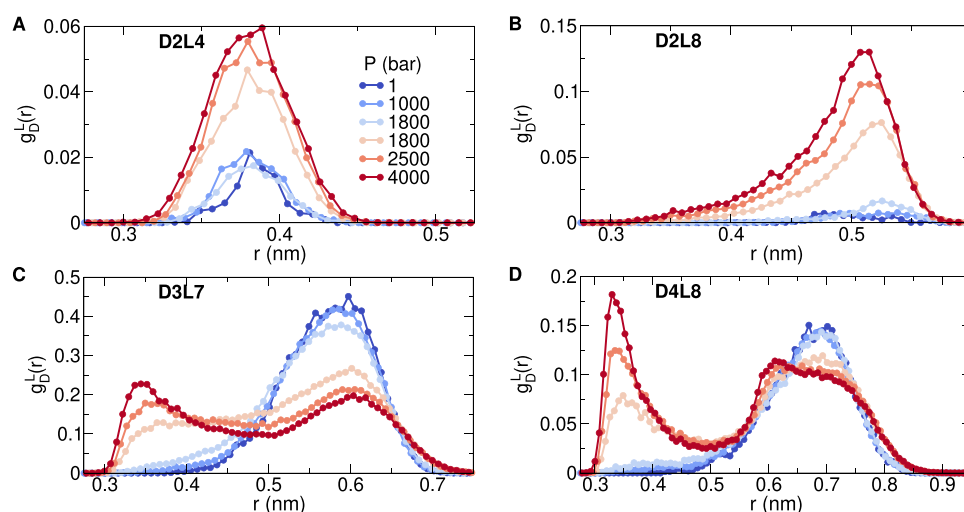 A
D2L4
0.06
0.04
0.02
0
g_D^L(r)
P (bar)
1
1000
1800
1800
2500
4000
0.3 0.4 0.5
r (nm)
B
D2L8
0.15
0.1
0.05
0
g_D^L(r)
0.3 0.4 0.5
r (nm)
C
D3L7
0.5
0.4
0.3
0.2
0.1
0
g_D^L(r)
0.3 0.4 0.5 0.6 0.7
r (nm)
D
D4L8
0.2
0.15
0.1
0.05
0
g_D^L(r)
0.3 0.4 0.5 0.6 0.7 0.8 0.9
r (nm)